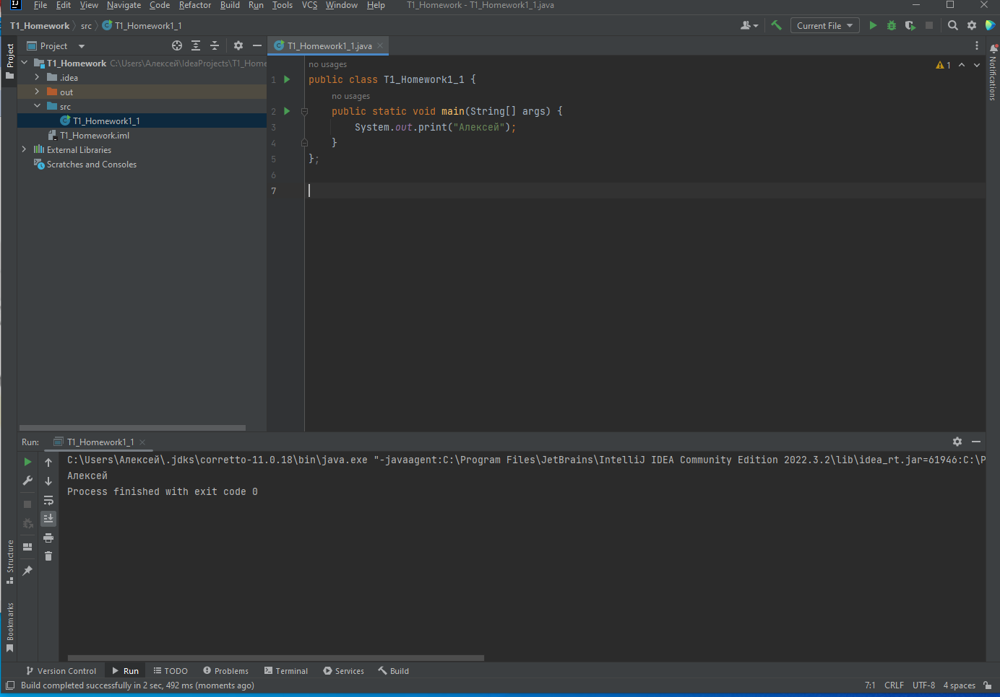 IJ File Edit View Navigate Code Refactor Build Run Tools VCS Window Help T1_Homework - T1_Homework1_1.java
T1_Homework src T1_Homework1_1 Current File
Project
Project
T1_Homework1_1.java
T1_Homework C:\Users\Алексей\IdeaProjects\T1_Home
.idea
out
src
T1_Homework1_1
T1_Homework.iml
External Libraries
Scratches and Consoles
no usages
1
1 public class T1_Homework1_1 {
no usages
2 public static void main(String[] args) {
3 System.out.print("Алексей");
4 }
5 };
6
7
Notifications
Run: T1_Homework1_1
C:\Users\Алексей\.jdks\corretto-11.0.18\bin\java.exe "-javaagent:C:\Program Files\JetBrains\IntelliJ IDEA Community Edition 2022.3.2\lib\idea_rt.jar=61946:C:\P
Алексей
Process finished with exit code 0
Structure
Bookmarks
Version Control Run TODO Problems Terminal Services Build
Build completed successfully in 2 sec, 492 ms (moments ago) 7:1 CRLF UTF-8 4 spaces